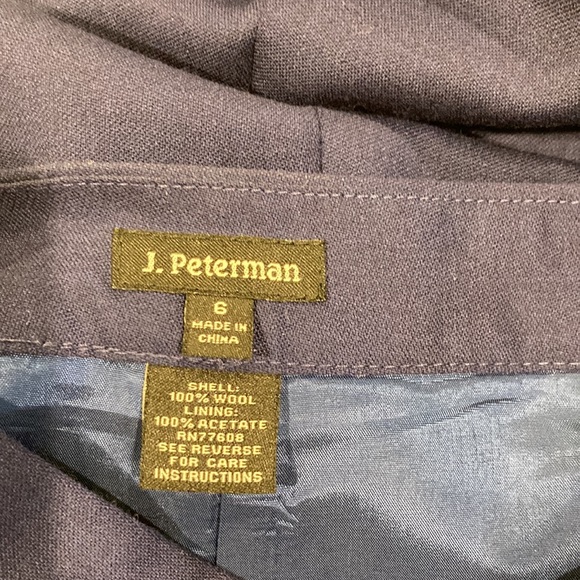 J. Peterman
6
MADE IN
CHINA
SHELL:
100% WOOL
LINING:
100% ACETATE
RN77608
SEE REVERSE
FOR CARE
INSTRUCTIONS